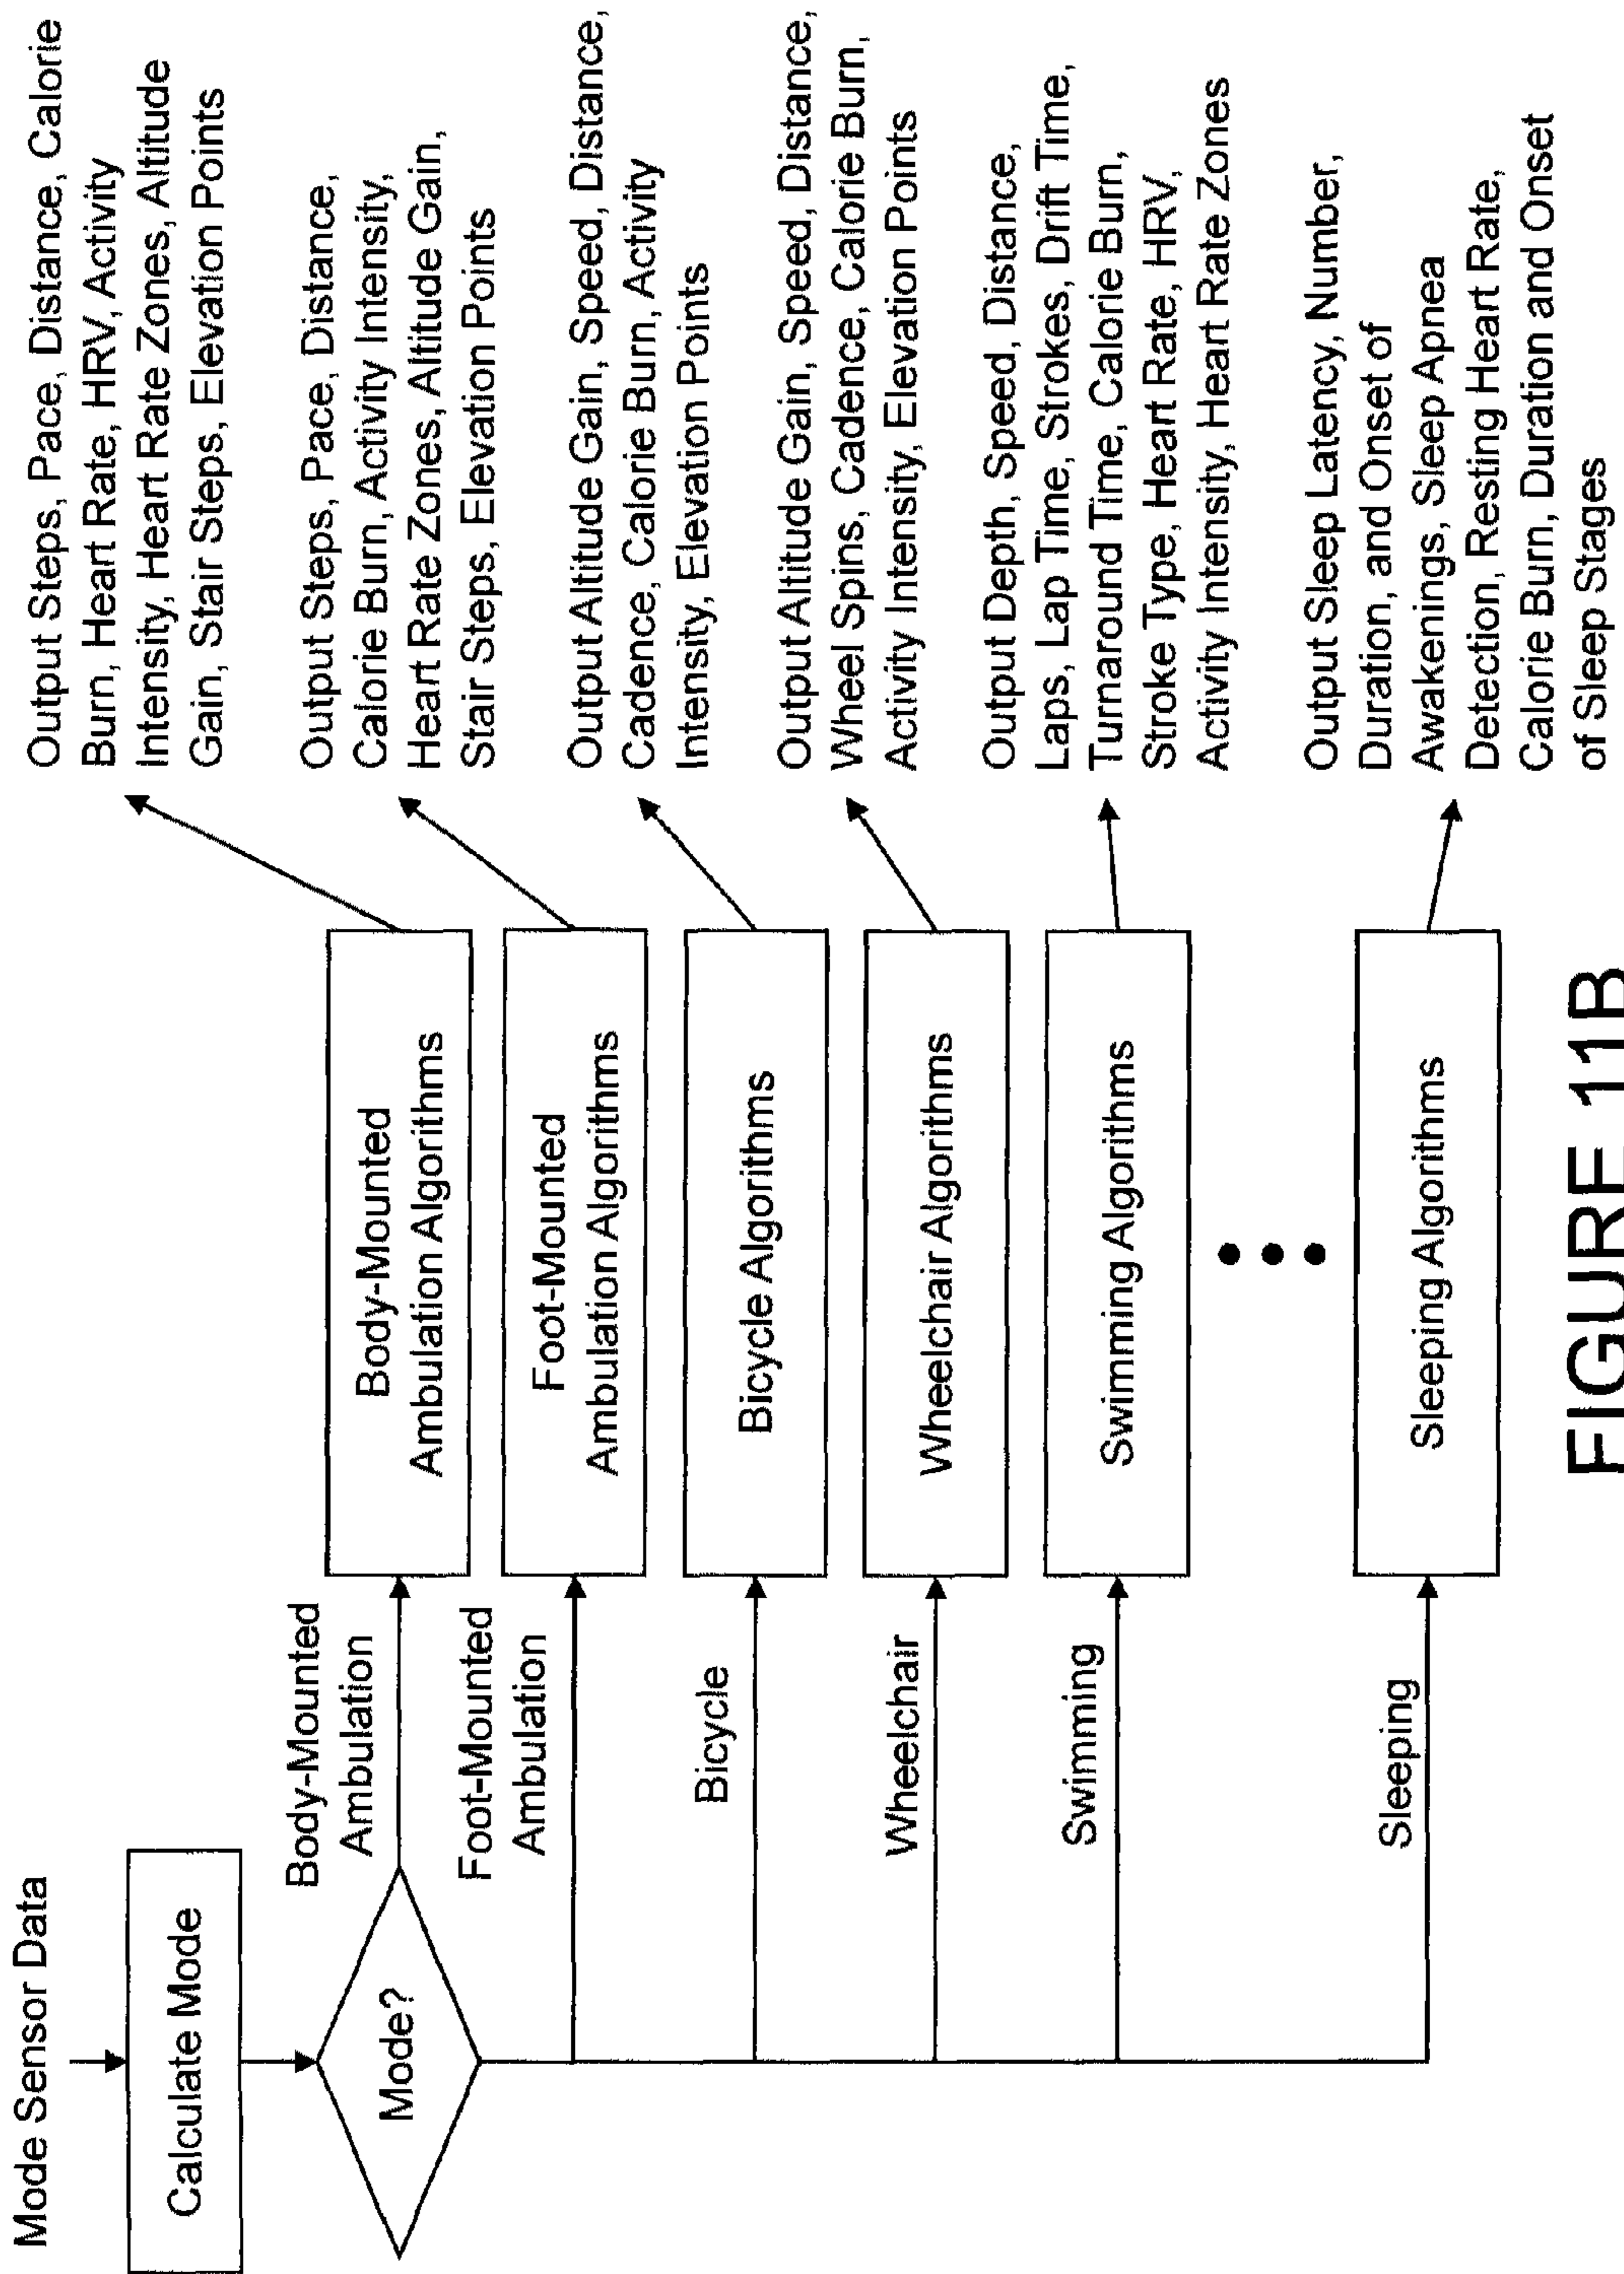 Mode Sensor Data
Calculate Mode
Mode?
Body-Mounted
Ambulation
Body-Mounted
Ambulation Algorithms
Output Steps, Pace, Distance, Calorie
Burn, Heart Rate, HRV, Activity
Intensity, Heart Rate Zones, Altitude
Gain, Stair Steps, Elevation Points
Foot-Mounted
Ambulation
Foot-Mounted
Ambulation Algorithms
Output Steps, Pace, Distance,
Calorie Burn, Activity Intensity,
Heart Rate Zones, Altitude Gain,
Stair Steps, Elevation Points
Bicycle
Bicycle Algorithms
Output Altitude Gain, Speed, Distance,
Cadence, Calorie Burn, Activity
Intensity, Elevation Points
Wheelchair
Wheelchair Algorithms
Output Altitude Gain, Speed, Distance,
Wheel Spins, Cadence, Calorie Burn,
Activity Intensity, Elevation Points
Swimming
Swimming Algorithms
Output Depth, Speed, Distance,
Laps, Lap Time, Strokes, Drift Time,
Turnaround Time, Calorie Burn,
Stroke Type, Heart Rate, HRV,
Activity Intensity, Heart Rate Zones
Sleeping
Sleeping Algorithms
Output Sleep Latency, Number,
Duration, and Onset of
Awakenings, Sleep Apnea
Detection, Resting Heart Rate,
Calorie Burn, Duration and Onset
of Sleep Stages
FIGURE 11B